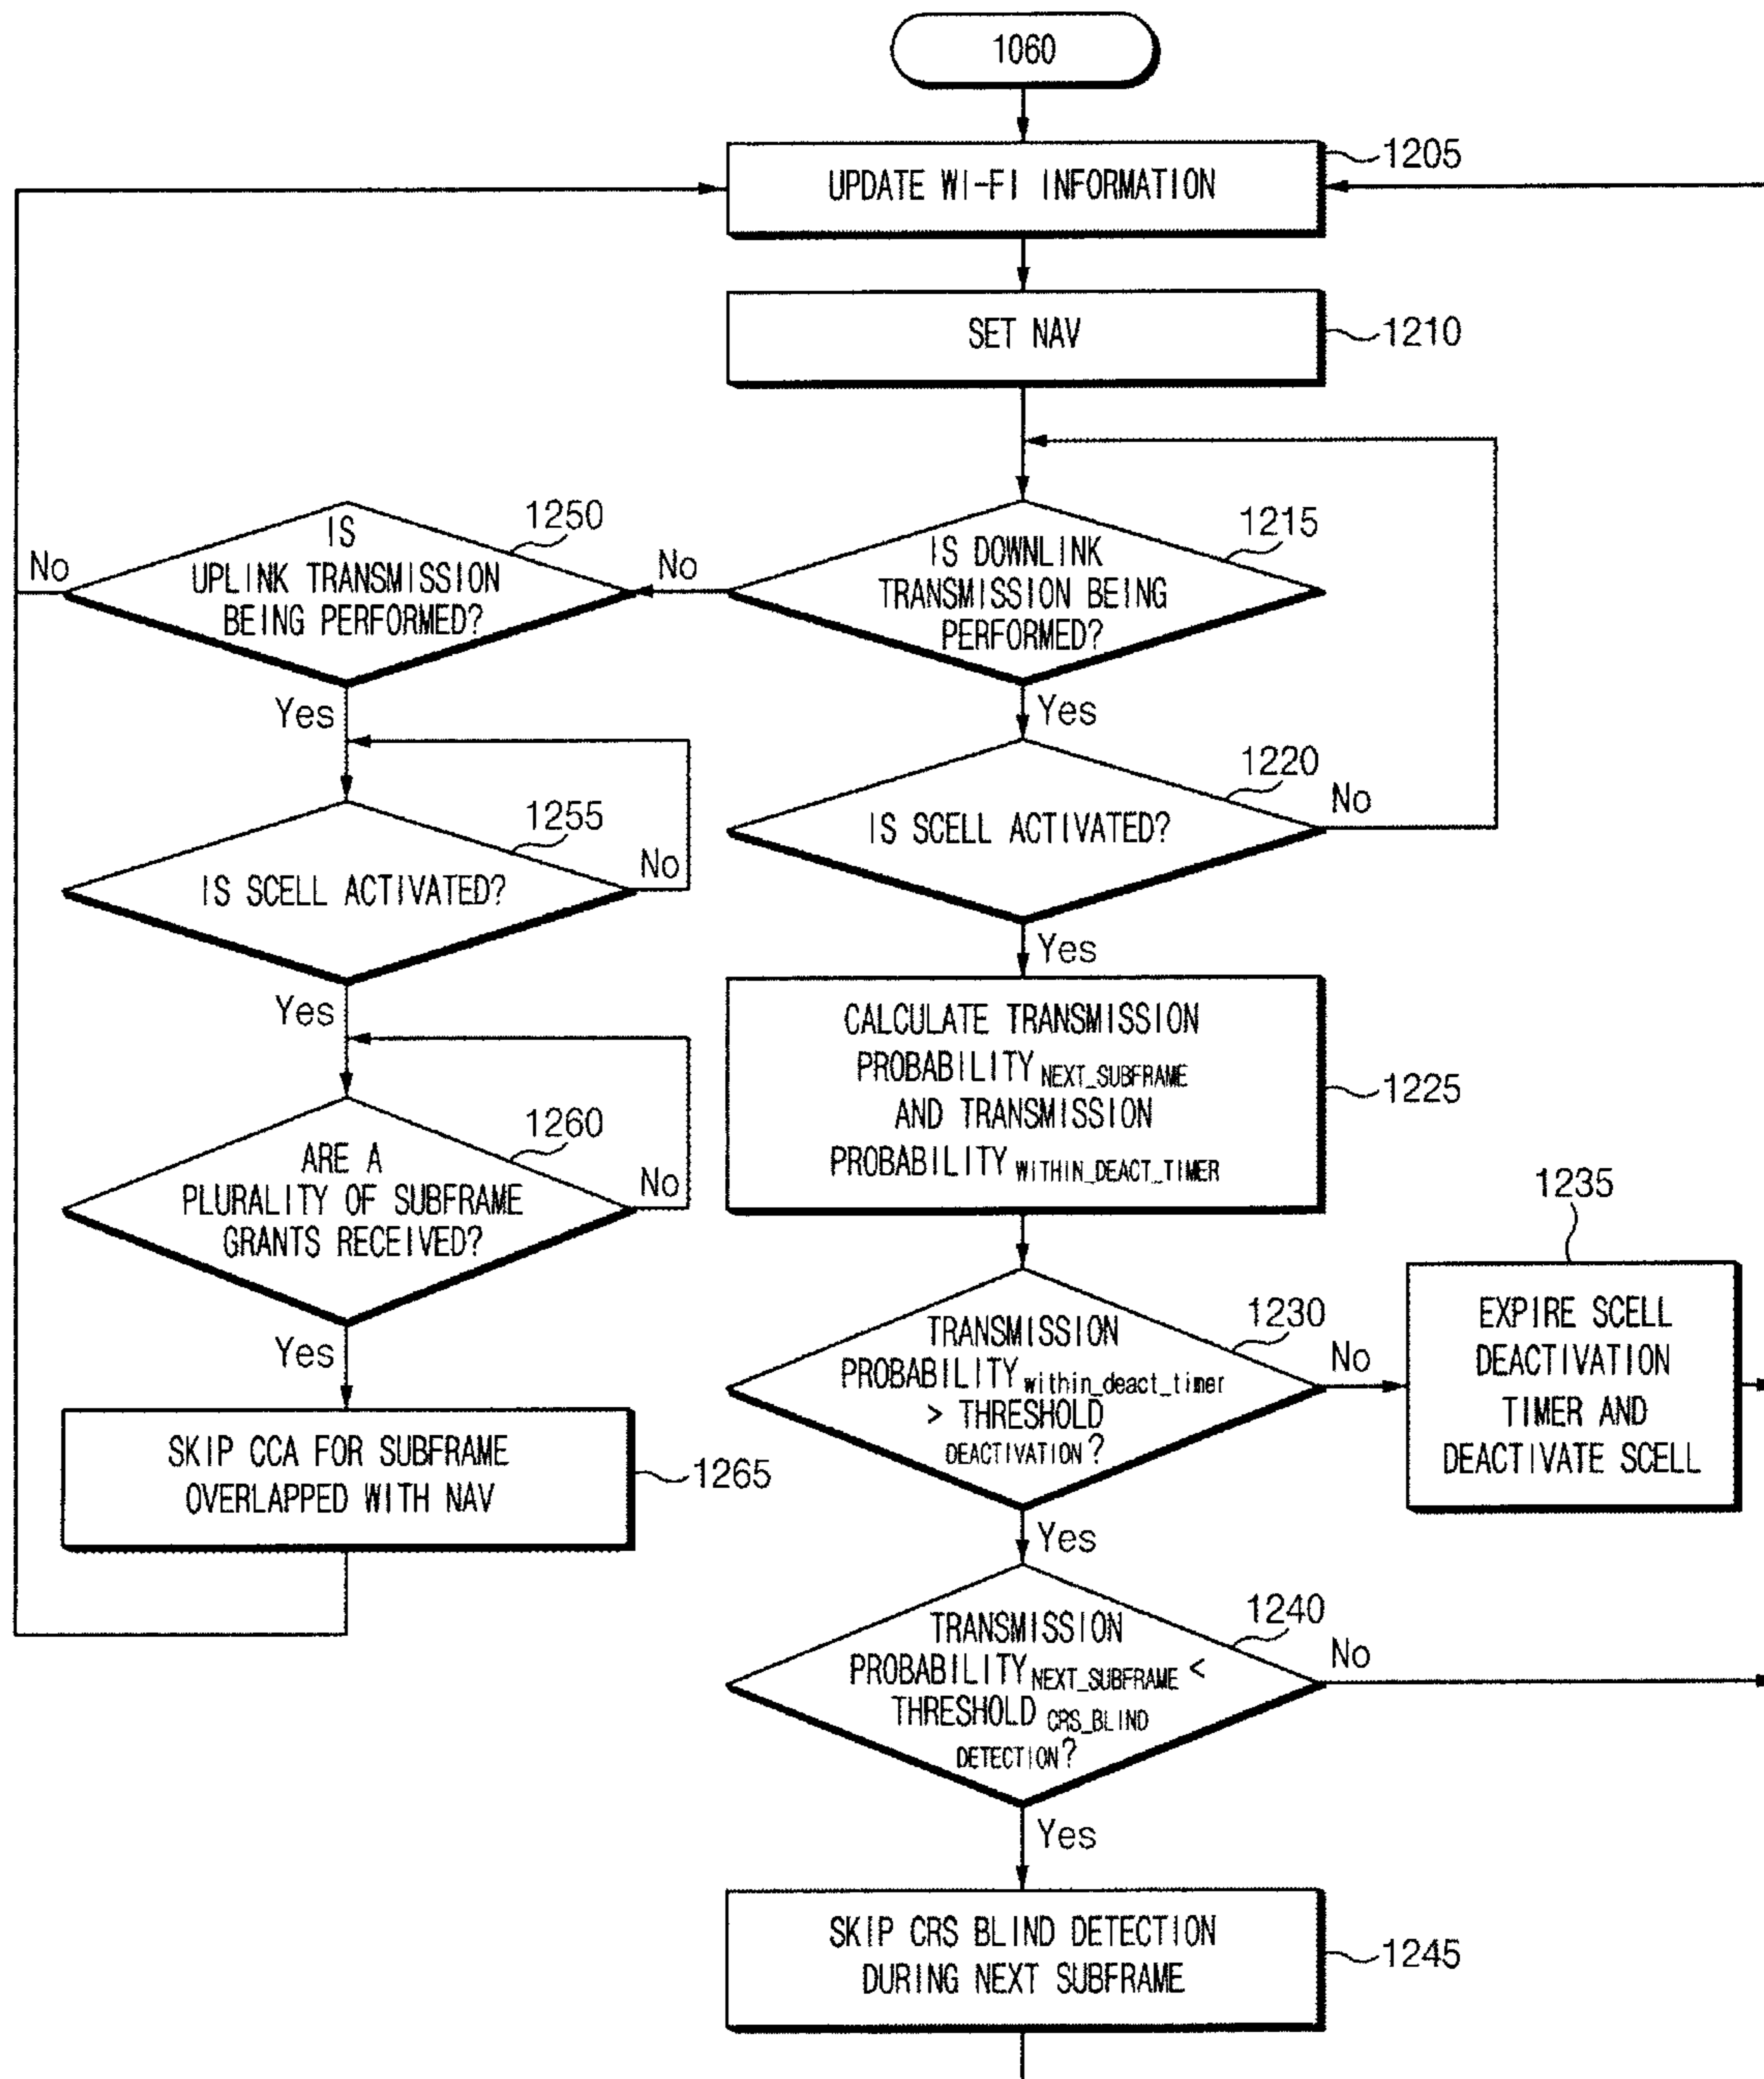 1060
UPDATE WI-FI INFORMATION
1205
SET NAV
1210
IS DOWNLINK
TRANSMISSION BEING
PERFORMED?
1215
No
Yes
IS
UPLINK TRANSMISSION
BEING PERFORMED?
1250
No
Yes
IS SCELL ACTIVATED?
1220
No
Yes
IS SCELL ACTIVATED?
1255
No
Yes
CALCULATE TRANSMISSION
PROBABILITY NEXT_SUBFRAME
AND TRANSMISSION
PROBABILITY WITHIN_DEACT_TIMER
1225
ARE A
PLURALITY OF SUBFRAME
GRANTS RECEIVED?
1260
No
Yes
TRANSMISSION
PROBABILITY within_deact_timer
> THRESHOLD
DEACTIVATION?
1230
No
Yes
1235
EXPIRE SCELL
DEACTIVATION
TIMER AND
DEACTIVATE SCELL
SKIP CCA FOR SUBFRAME
OVERLAPPED WITH NAV
1265
TRANSMISSION
PROBABILITY NEXT_SUBFRAME <
THRESHOLD CRS_BLIND
DETECTION?
1240
No
Yes
SKIP CRS BLIND DETECTION
DURING NEXT SUBFRAME
1245